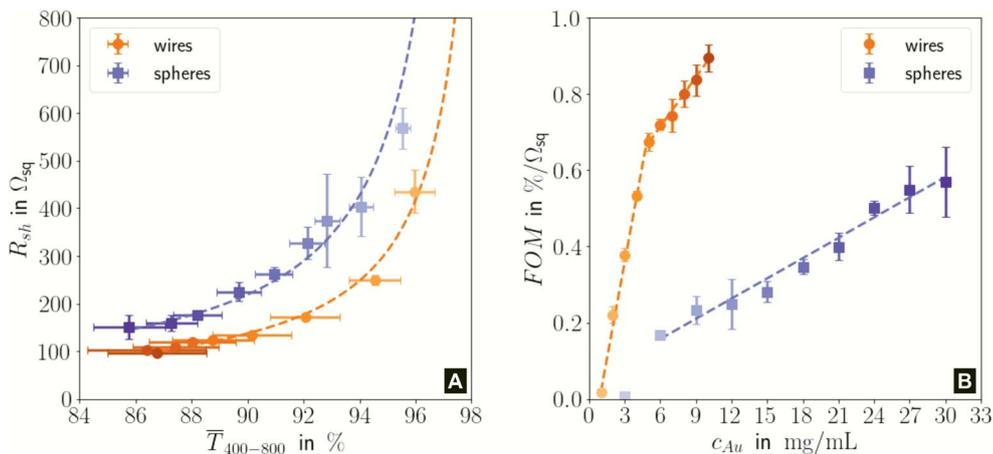 800
700
600
500
400
300
200
100
0
R_sh in Ω_sq
wires
spheres
A
84 86 88 90 92 94 96 98
T̅_400−800 in %
1.0
0.8
0.6
0.4
0.2
0.0
FOM in %/Ω_sq
wires
spheres
B
0 3 6 9 12 15 18 21 24 27 30 33
c_Au in mg/mL